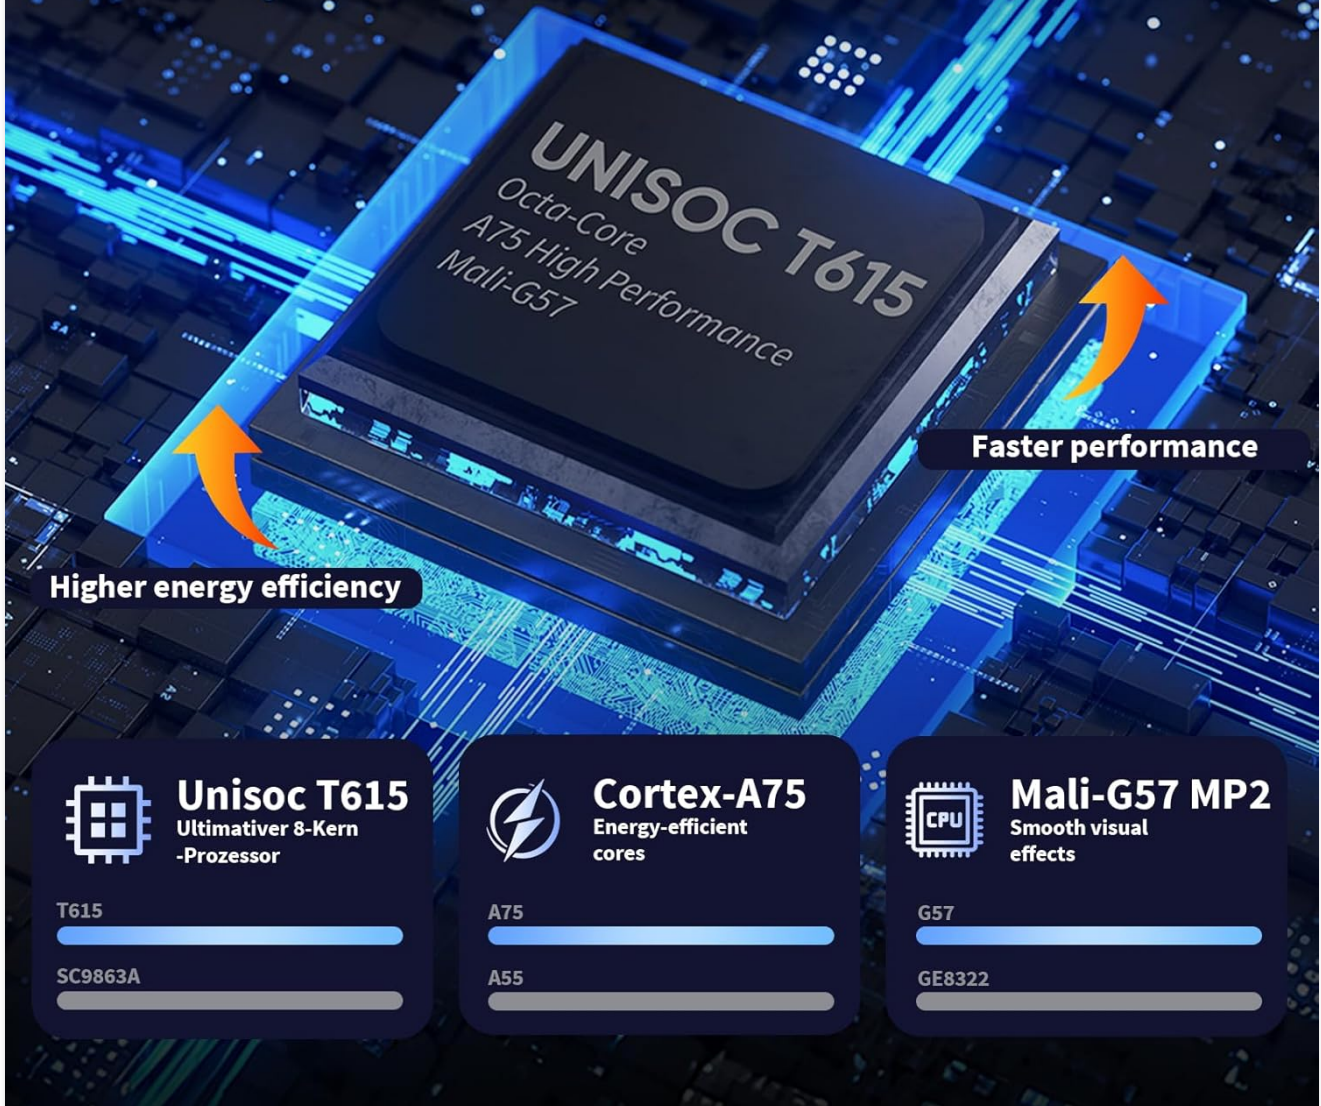 UNISOC T615
Octa-Core
A75 High Performance
Mali-G57
Faster performance
Higher energy efficiency
Unisoc T615
Ultimativer 8-Kern
-Prozessor
T615
SC9863A
Cortex-A75
Energy-efficient
cores
A75
A55
CPU
Mali-G57 MP2
Smooth visual
effects
G57
GE8322